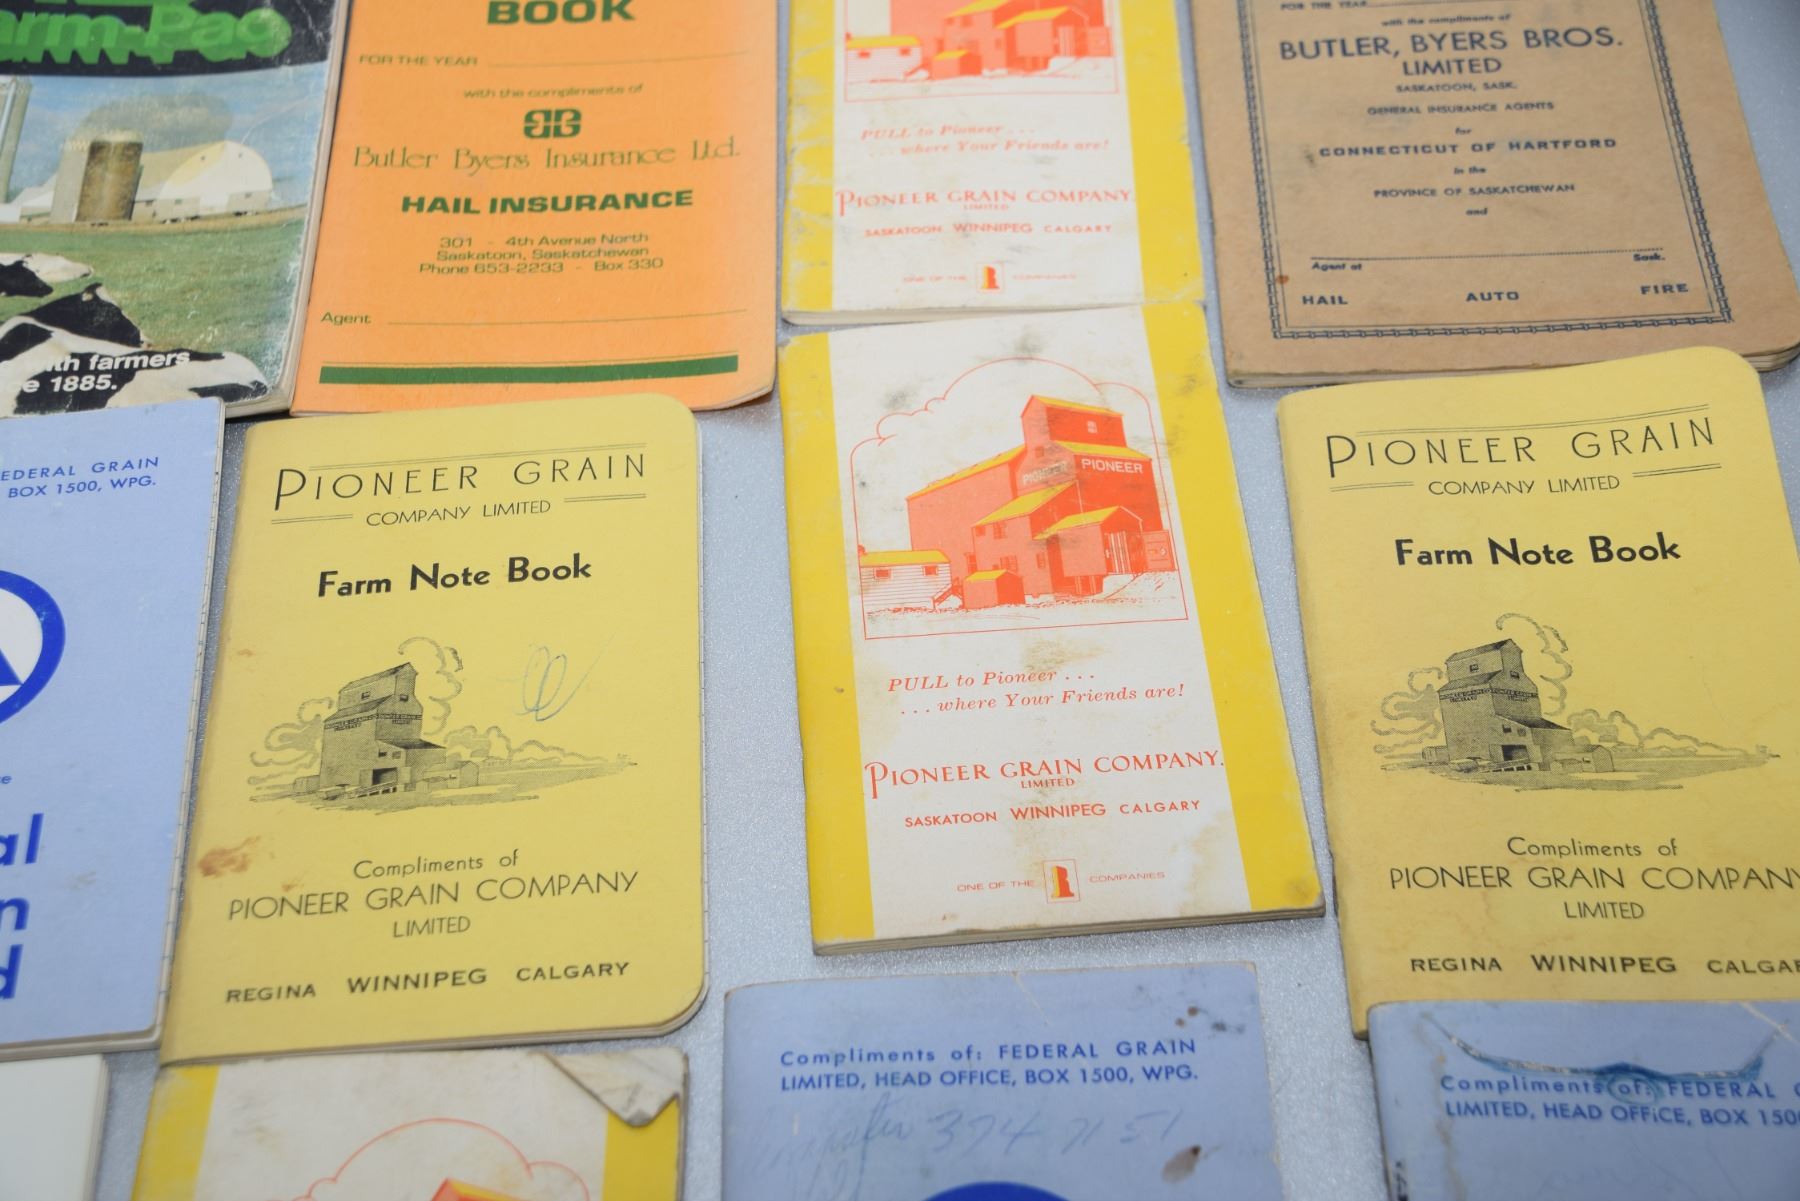 arm-Pac
th farmers
e 1885.
BOOK
FOR THE YEAR
with the compliments of
BB
Butler Byers Insurance Ltd.
HAIL INSURANCE
301 - 4th Avenue North
Saskatoon, Saskatchewan
Phone 653-2233 - Box 330
Agent
PULL to Pioneer . . .
. . . where Your Friends are!
PIONEER GRAIN COMPANY
LIMITED
SASKATOON WINNIPEG CALGARY
ONE OF THE COMPANIES
FOR THE YEAR
with the compliments of
BUTLER, BYERS BROS.
LIMITED
SASKATOON, SASK.
GENERAL INSURANCE AGENTS
for
CONNECTICUT OF HARTFORD
in the
PROVINCE OF SASKATCHEWAN
and
Agent at Sask.
HAIL AUTO FIRE
EDERAL GRAIN
BOX 1500, WPG.
al
n
d
PIONEER GRAIN
COMPANY LIMITED
Farm Note Book
Compliments of
PIONEER GRAIN COMPANY
LIMITED
REGINA WINNIPEG CALGARY
PIONEER PIONEER
PULL to Pioneer . . .
. . . where Your Friends are!
PIONEER GRAIN COMPANY
LIMITED
SASKATOON WINNIPEG CALGARY
ONE OF THE COMPANIES
PIONEER GRAIN
COMPANY LIMITED
Farm Note Book
Compliments of
PIONEER GRAIN COMPANY
LIMITED
REGINA WINNIPEG CALGAR
Compliments of: FEDERAL GRAIN
LIMITED, HEAD OFFICE, BOX 1500, WPG.
374 7151
Compliments of: FEDERAL G
LIMITED, HEAD OFFICE, BOX 150